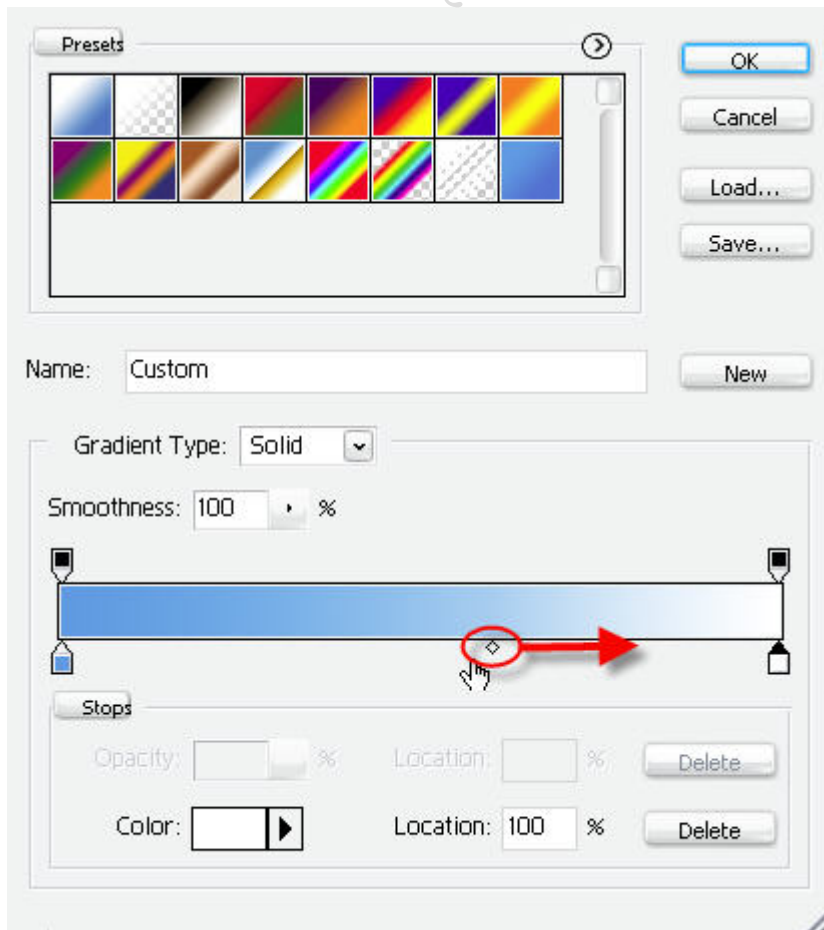 Presets
OK
Cancel
Load...
Save...
Name: Custom
New
Gradient Type: Solid
Smoothness: 100 %
Stops
Opacity: % Location: % Delete
Color: Location: 100 % Delete